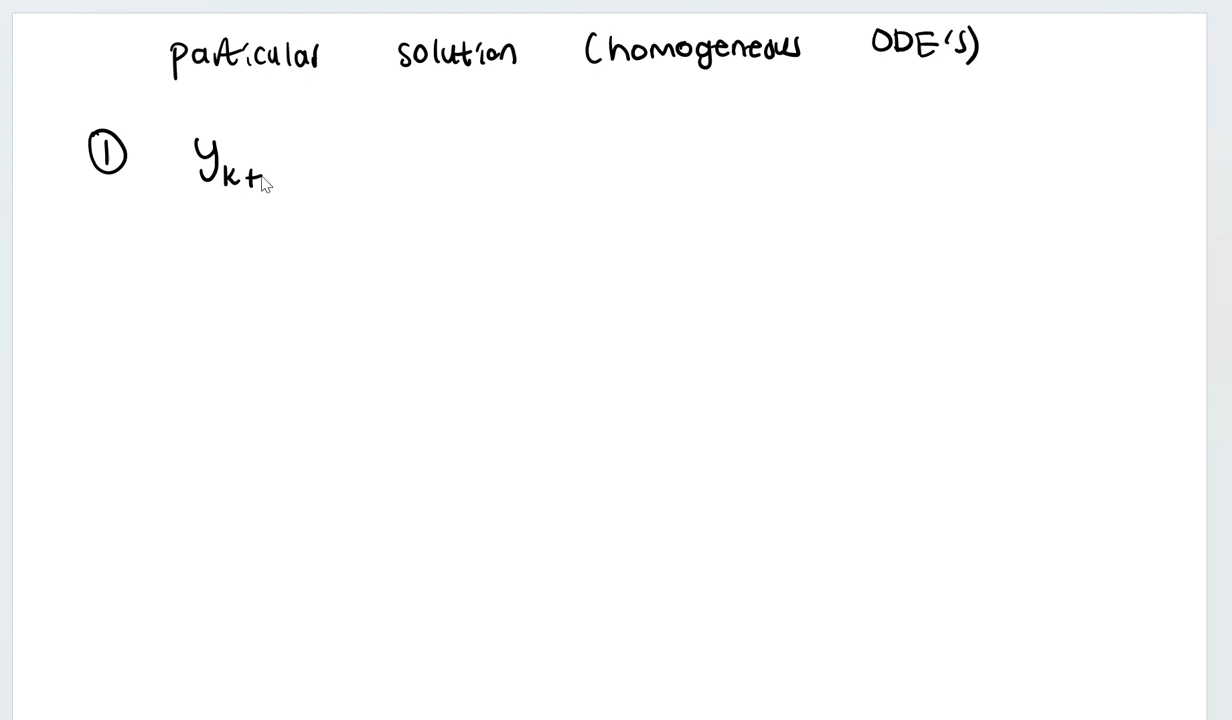 particular solution (homogeneous ODE's)
① y_{k+